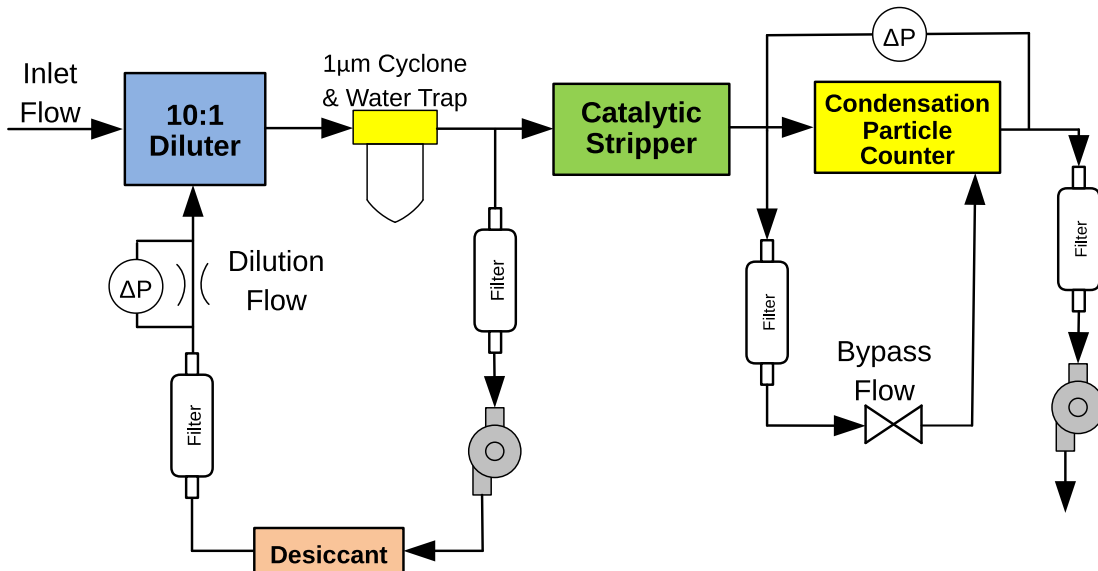 Inlet
Flow
10:1
Diluter
1µm Cyclone
& Water Trap
Catalytic
Stripper
ΔP
Condensation
Particle
Counter
ΔP
Dilution
Flow
Filter
Filter
Filter
Filter
Bypass
Flow
Desiccant